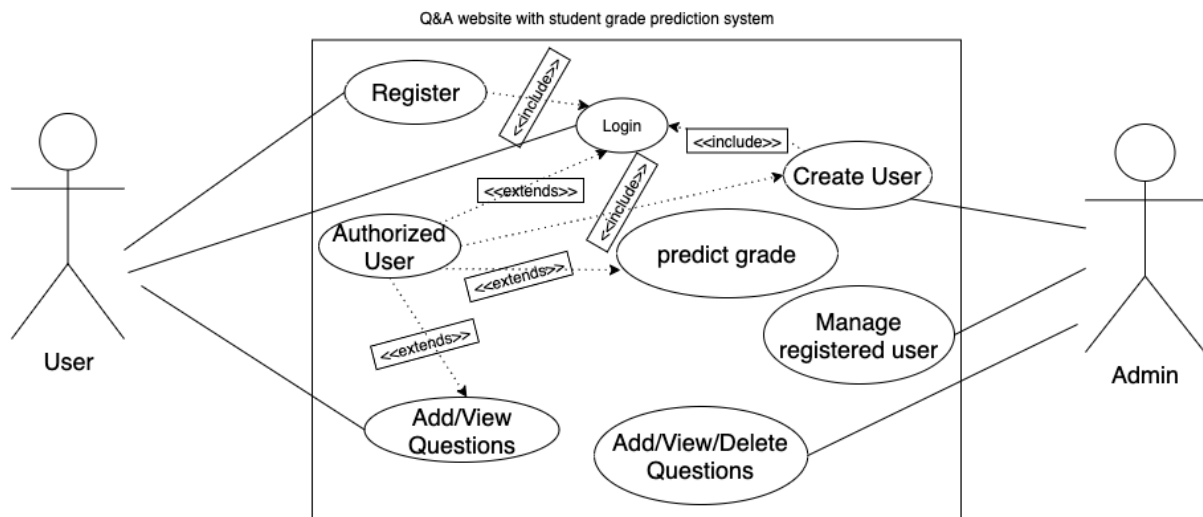 Q&A website with student grade prediction system
Register
<<include>>
Login
<<include>>
Create User
<<extends>>
<<include>>
Authorized
User
predict grade
<<extends>>
Manage
registered user
<<extends>>
User
Admin
Add/View
Questions
Add/View/Delete
Questions